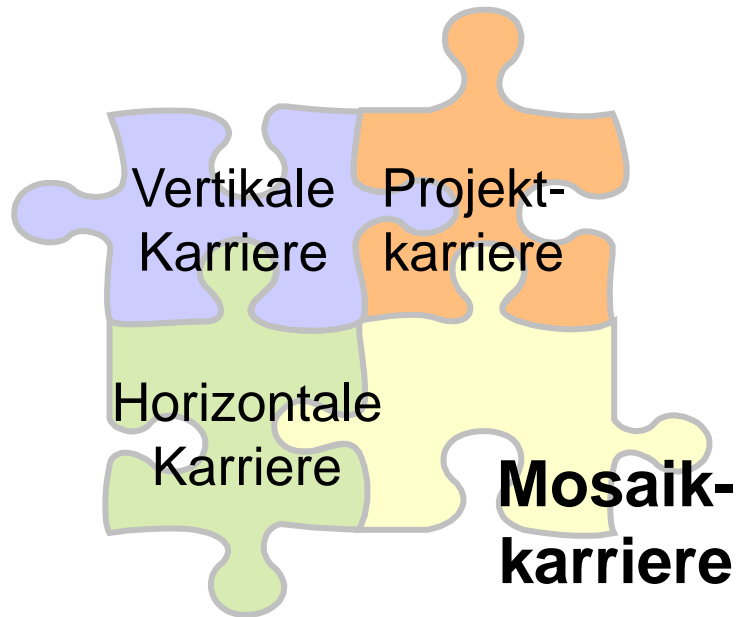 Vertikale
Karriere
Projekt-
karriere
Horizontale
Karriere
Mosaik-
karriere